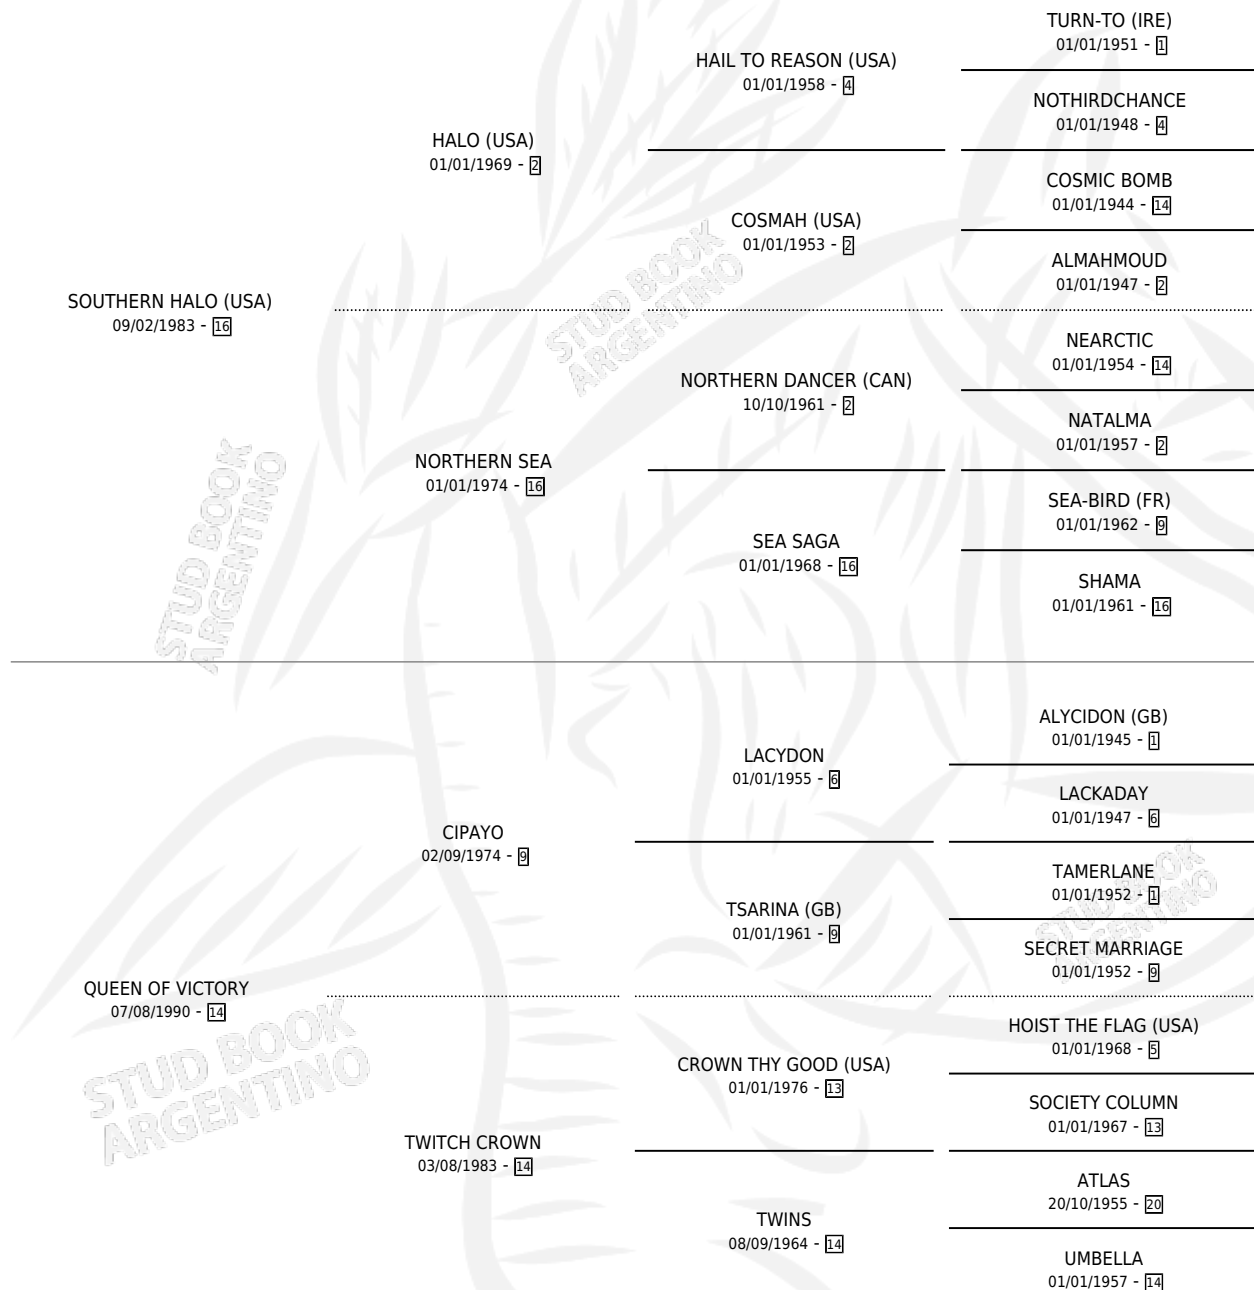 TURN-TO (IRE)
01/01/1951 - 1
HAIL TO REASON (USA)
01/01/1958 - 4
NOTHIRDCHANCE
01/01/1948 - 4
HALO (USA)
01/01/1969 - 2
COSMIC BOMB
01/01/1944 - 14
COSMAH (USA)
01/01/1953 - 2
ALMAHMOUD
01/01/1947 - 2
SOUTHERN HALO (USA)
09/02/1983 - 16
STUD BOOK
ARGENTINO
NEARCTIC
01/01/1954 - 14
NORTHERN DANCER (CAN)
10/10/1961 - 2
NATALMA
01/01/1957 - 2
NORTHERN SEA
01/01/1974 - 16
SEA-BIRD (FR)
01/01/1962 - 9
SEA SAGA
01/01/1968 - 16
SHAMA
01/01/1961 - 16
STUD BOOK
ARGENTINO
ALYCIDON (GB)
01/01/1945 - 1
LACYDON
01/01/1955 - 6
LACKADAY
01/01/1947 - 6
CIPAYO
02/09/1974 - 9
TAMERLANE
01/01/1952 - 1
TSARINA (GB)
01/01/1961 - 9
SECRET MARRIAGE
01/01/1952 - 9
STUD BOOK
ARGENTINO
QUEEN OF VICTORY
07/08/1990 - 14
HOIST THE FLAG (USA)
01/01/1968 - 5
CROWN THY GOOD (USA)
01/01/1976 - 13
SOCIETY COLUMN
01/01/1967 - 13
STUD BOOK
ARGENTINO
TWITCH CROWN
03/08/1983 - 14
ATLAS
20/10/1955 - 20
TWINS
08/09/1964 - 14
UMBELLA
01/01/1957 - 14